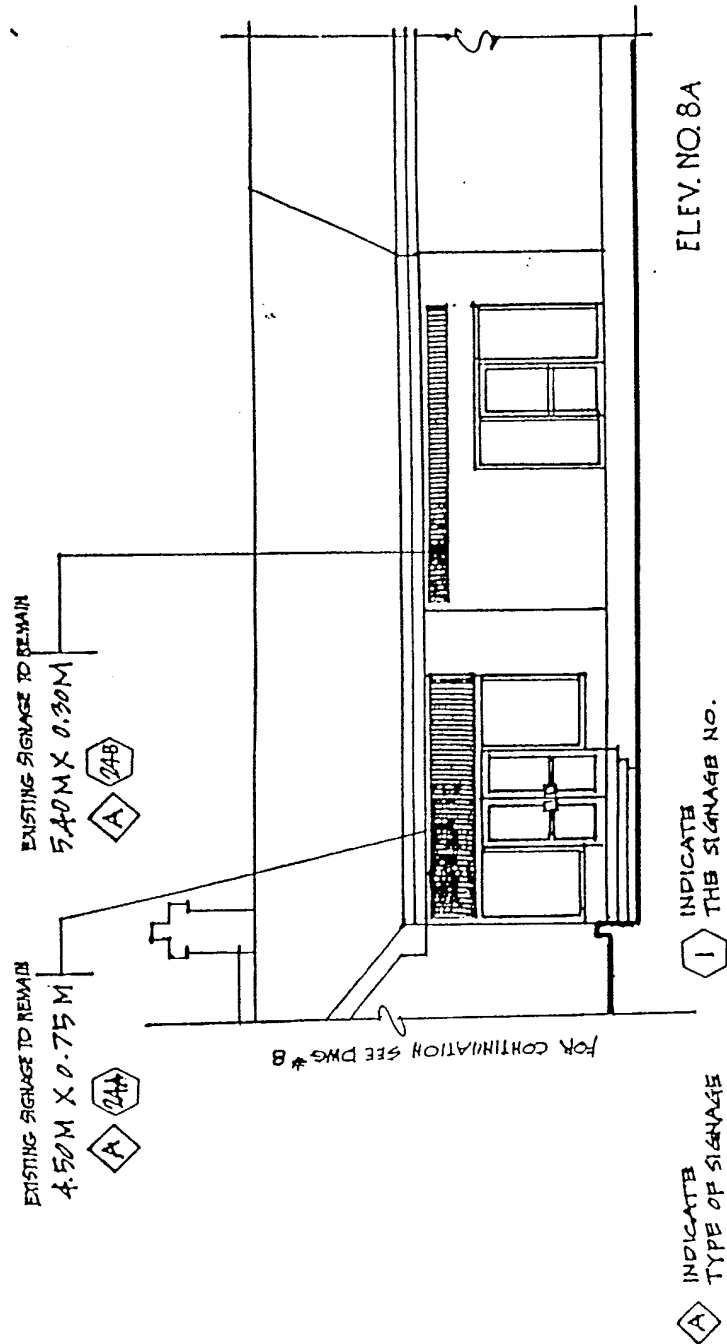 EXISTING SIGNAGE TO REMAIN
4.50M X 0.75M
A 24A
EXISTING SIGNAGE TO REMAIN
5.40M X 0.30M
A 24B
FOR CONTINUATION SEE DWG # 8
A INDICATE
TYPE OF SIGNAGE
1 INDICATE
THE SIGNAGE NO.
ELEV. NO. 8A